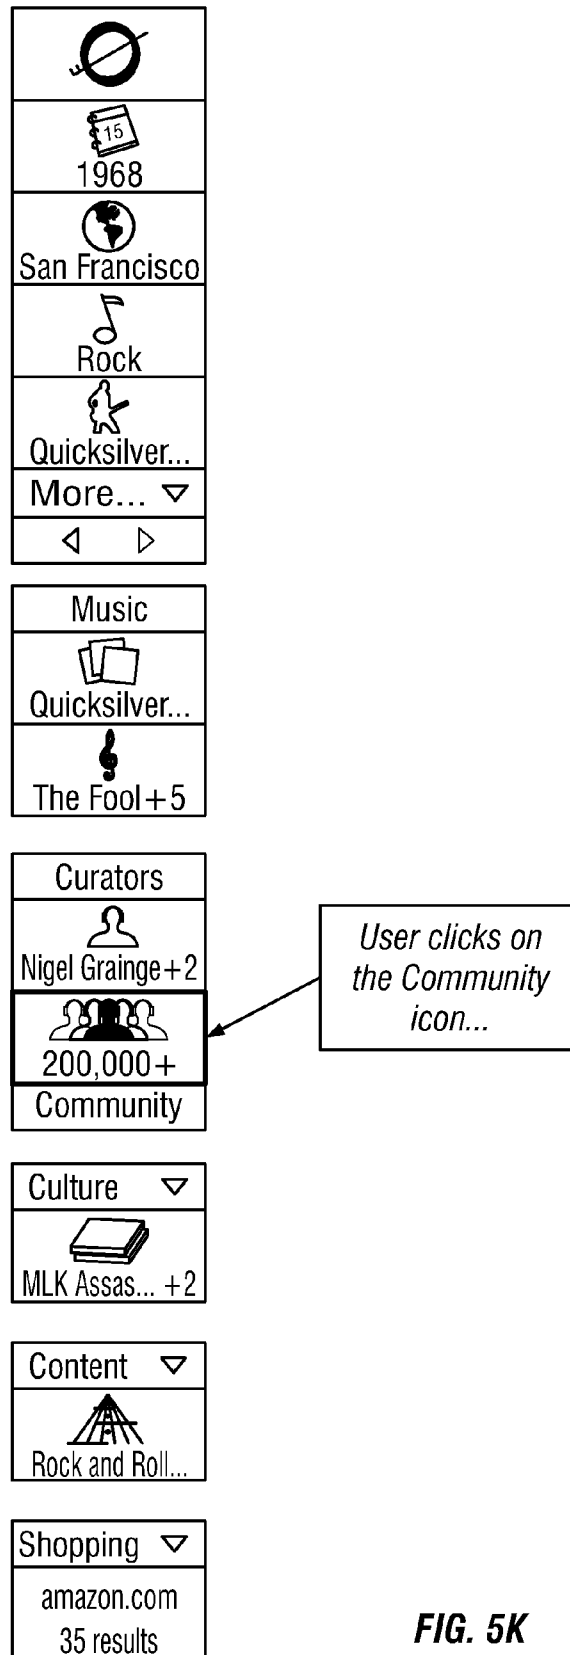 15
1968
San Francisco
Rock
Quicksilver...
More...
Music
Quicksilver...
The Fool+5
Curators
Nigel Grainge+2
200,000+
Community
User clicks on
the Community
icon...
Culture
MLK Assas... +2
Content
Rock and Roll...
Shopping
amazon.com
35 results
FIG. 5K